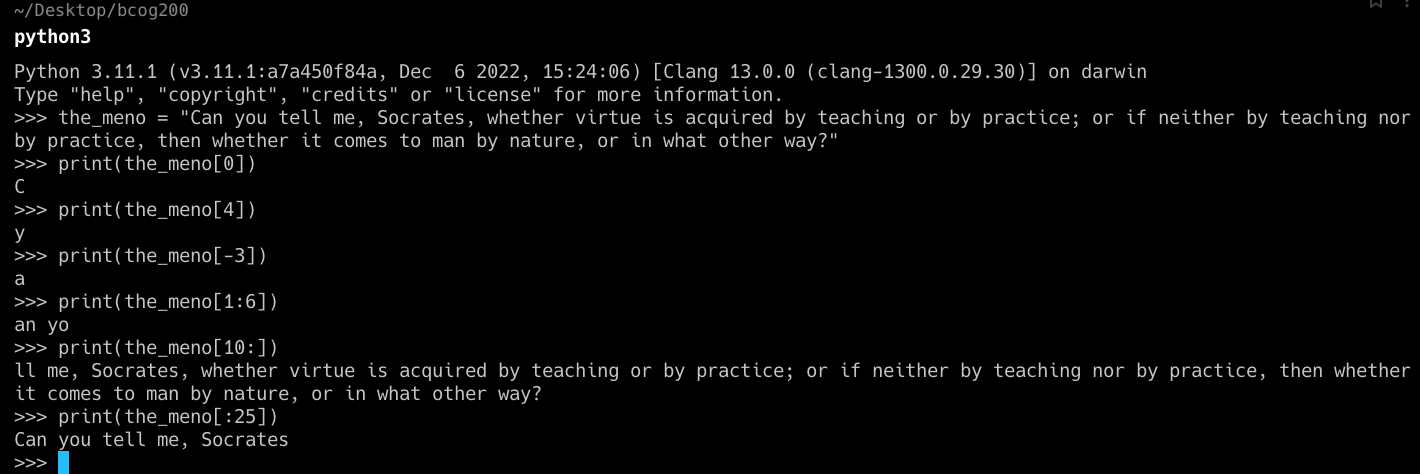 ~/Desktop/bcog200
python3
Python 3.11.1 (v3.11.1:a7a450f84a, Dec  6 2022, 15:24:06) [Clang 13.0.0 (clang-1300.0.29.30)] on darwin
Type "help", "copyright", "credits" or "license" for more information.
>>> the_meno = "Can you tell me, Socrates, whether virtue is acquired by teaching or by practice; or if neither by teaching nor
by practice, then whether it comes to man by nature, or in what other way?"
>>> print(the_meno[0])
C
>>> print(the_meno[4])
y
>>> print(the_meno[-3])
a
>>> print(the_meno[1:6])
an yo
>>> print(the_meno[10:])
ll me, Socrates, whether virtue is acquired by teaching or by practice; or if neither by teaching nor by practice, then whether
it comes to man by nature, or in what other way?
>>> print(the_meno[:25])
Can you tell me, Socrates
>>>